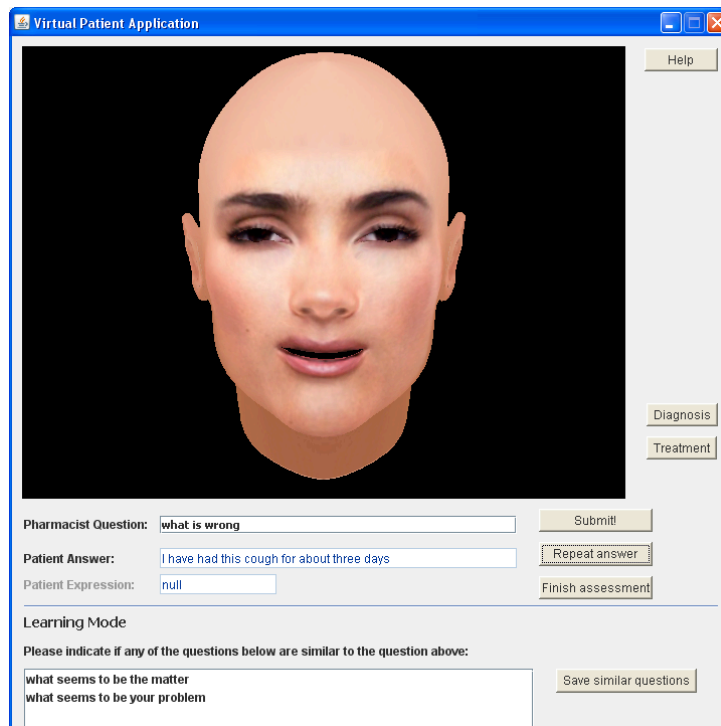 Virtual Patient Application
Help
Diagnosis
Treatment
Pharmacist Question: what is wrong Submit!
Patient Answer: I have had this cough for about three days Repeat answer
Patient Expression: null Finish assessment
Learning Mode
Please indicate if any of the questions below are similar to the question above:
what seems to be the matter Save similar questions
what seems to be your problem